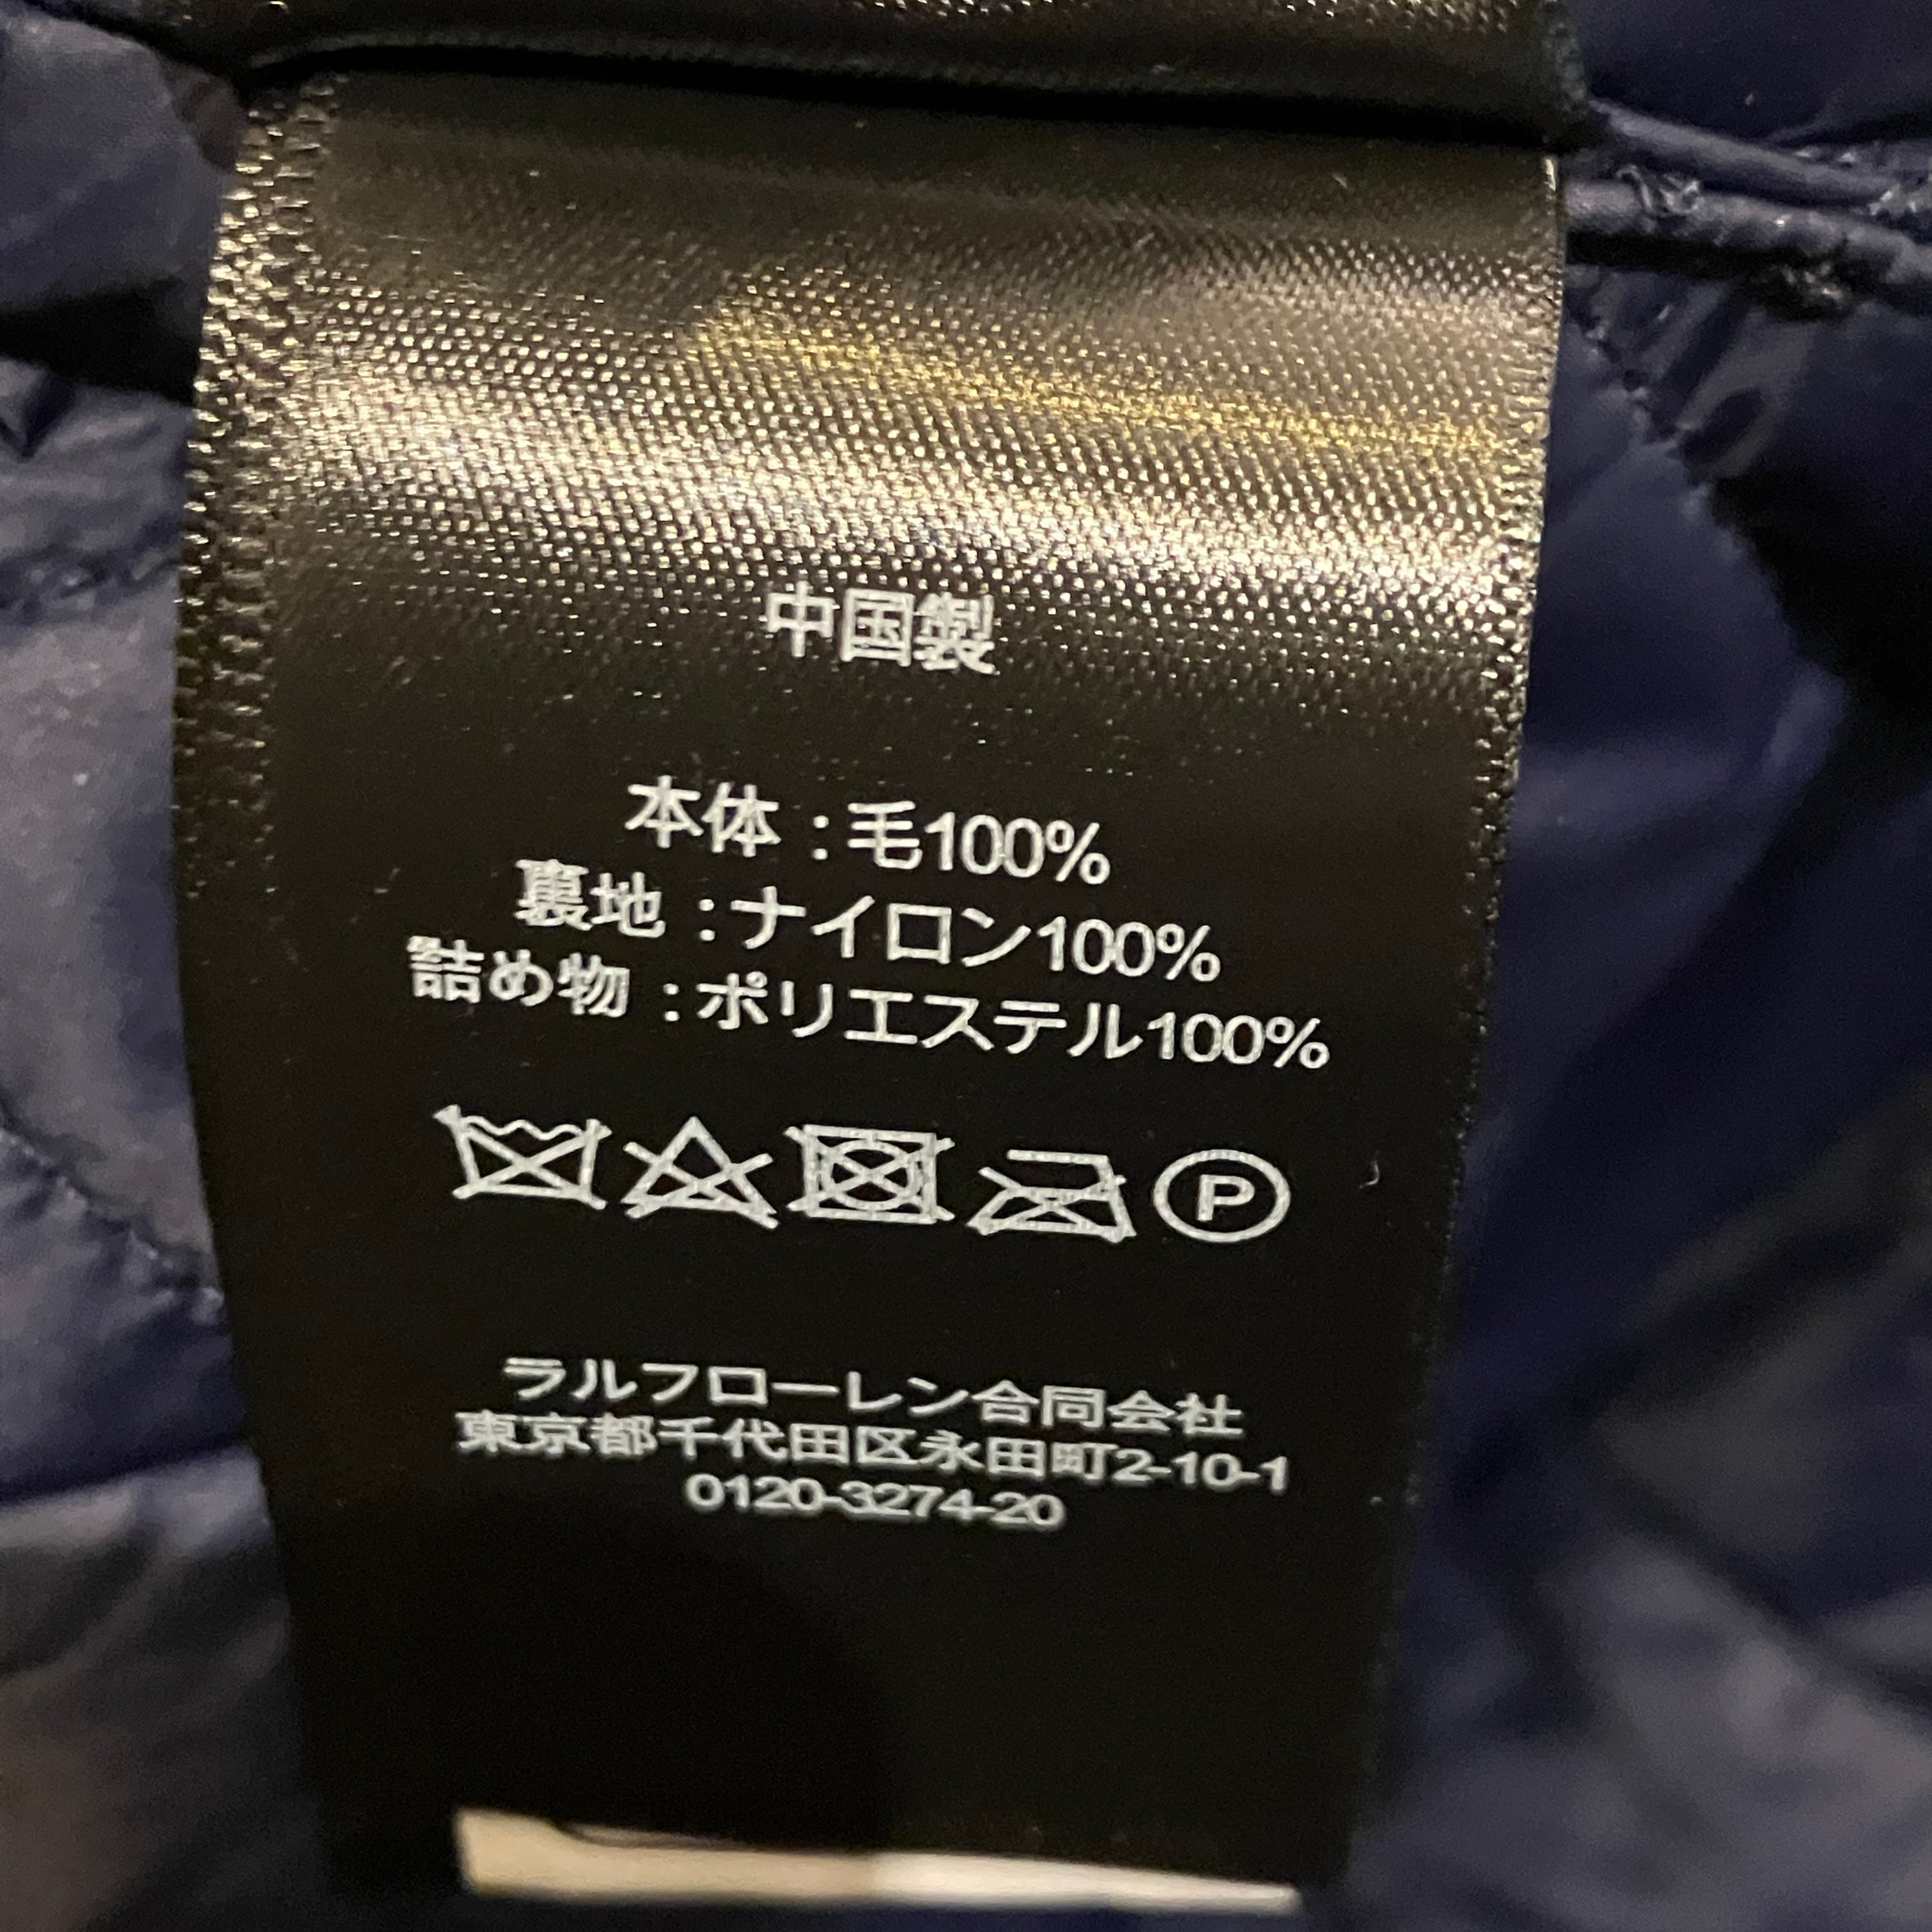 中国製
本体：毛100%
裏地：ナイロン100%
詰め物：ポリエステル100%
P
ラルフローレン合同会社
東京都千代田区永田町2-10-1
0120-3274-20